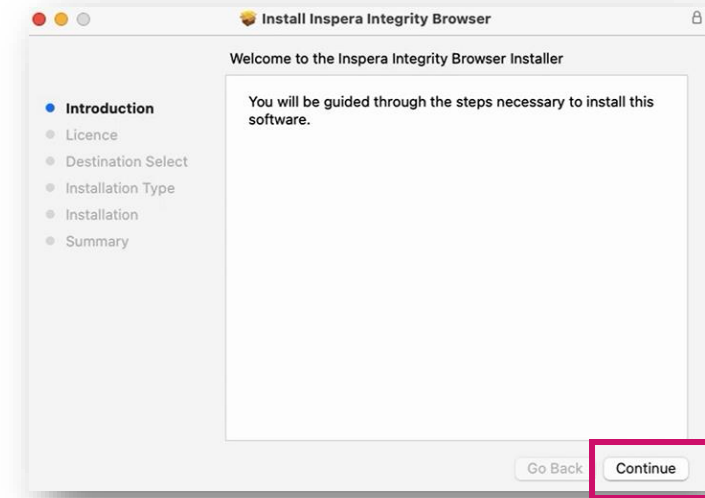 Install Inspera Integrity Browser
Welcome to the Inspera Integrity Browser Installer
Introduction
Licence
Destination Select
Installation Type
Installation
Summary
You will be guided through the steps necessary to install this
software.
Go Back
Continue